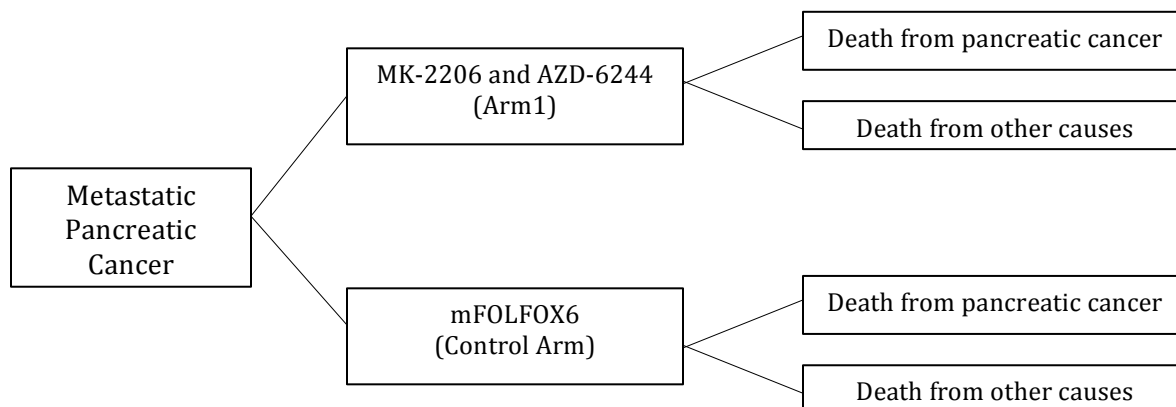 Metastatic
Pancreatic
Cancer
MK-2206 and AZD-6244
(Arm1)
Death from pancreatic cancer
Death from other causes
mFOLFOX6
(Control Arm)
Death from pancreatic cancer
Death from other causes